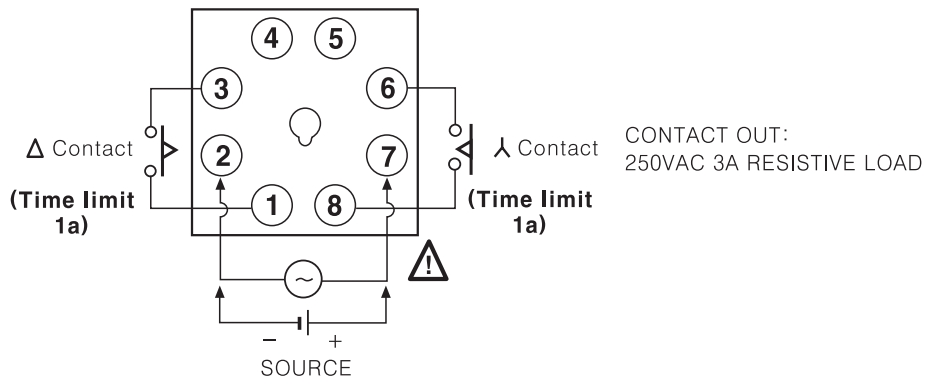 4 5
3 6
2 7
1 8
Δ Contact
(Time limit
1a)
⅄ Contact
(Time limit
1a)
CONTACT OUT:
250VAC 3A RESISTIVE LOAD
!
~
− +
SOURCE